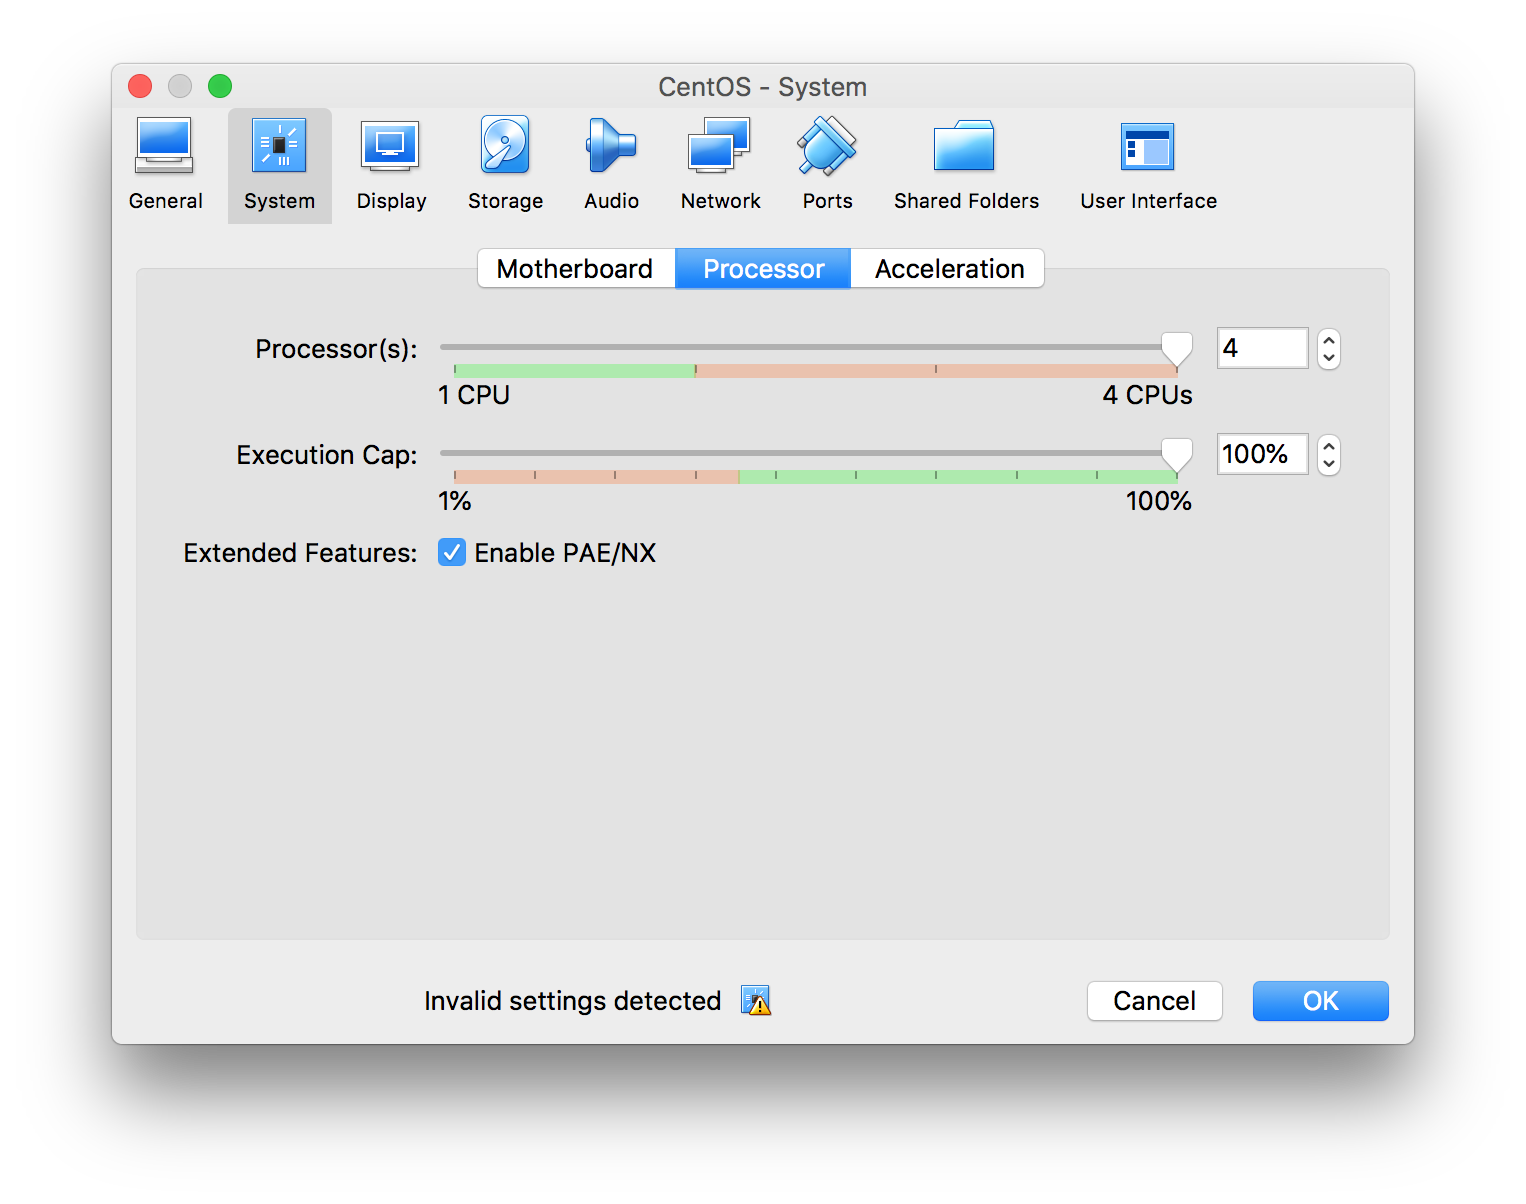 CentOS - System
General System Display Storage Audio Network Ports Shared Folders User Interface
Motherboard Processor Acceleration
Processor(s): 4
1 CPU 4 CPUs
Execution Cap: 100%
1% 100%
Extended Features: Enable PAE/NX
Invalid settings detected Cancel OK